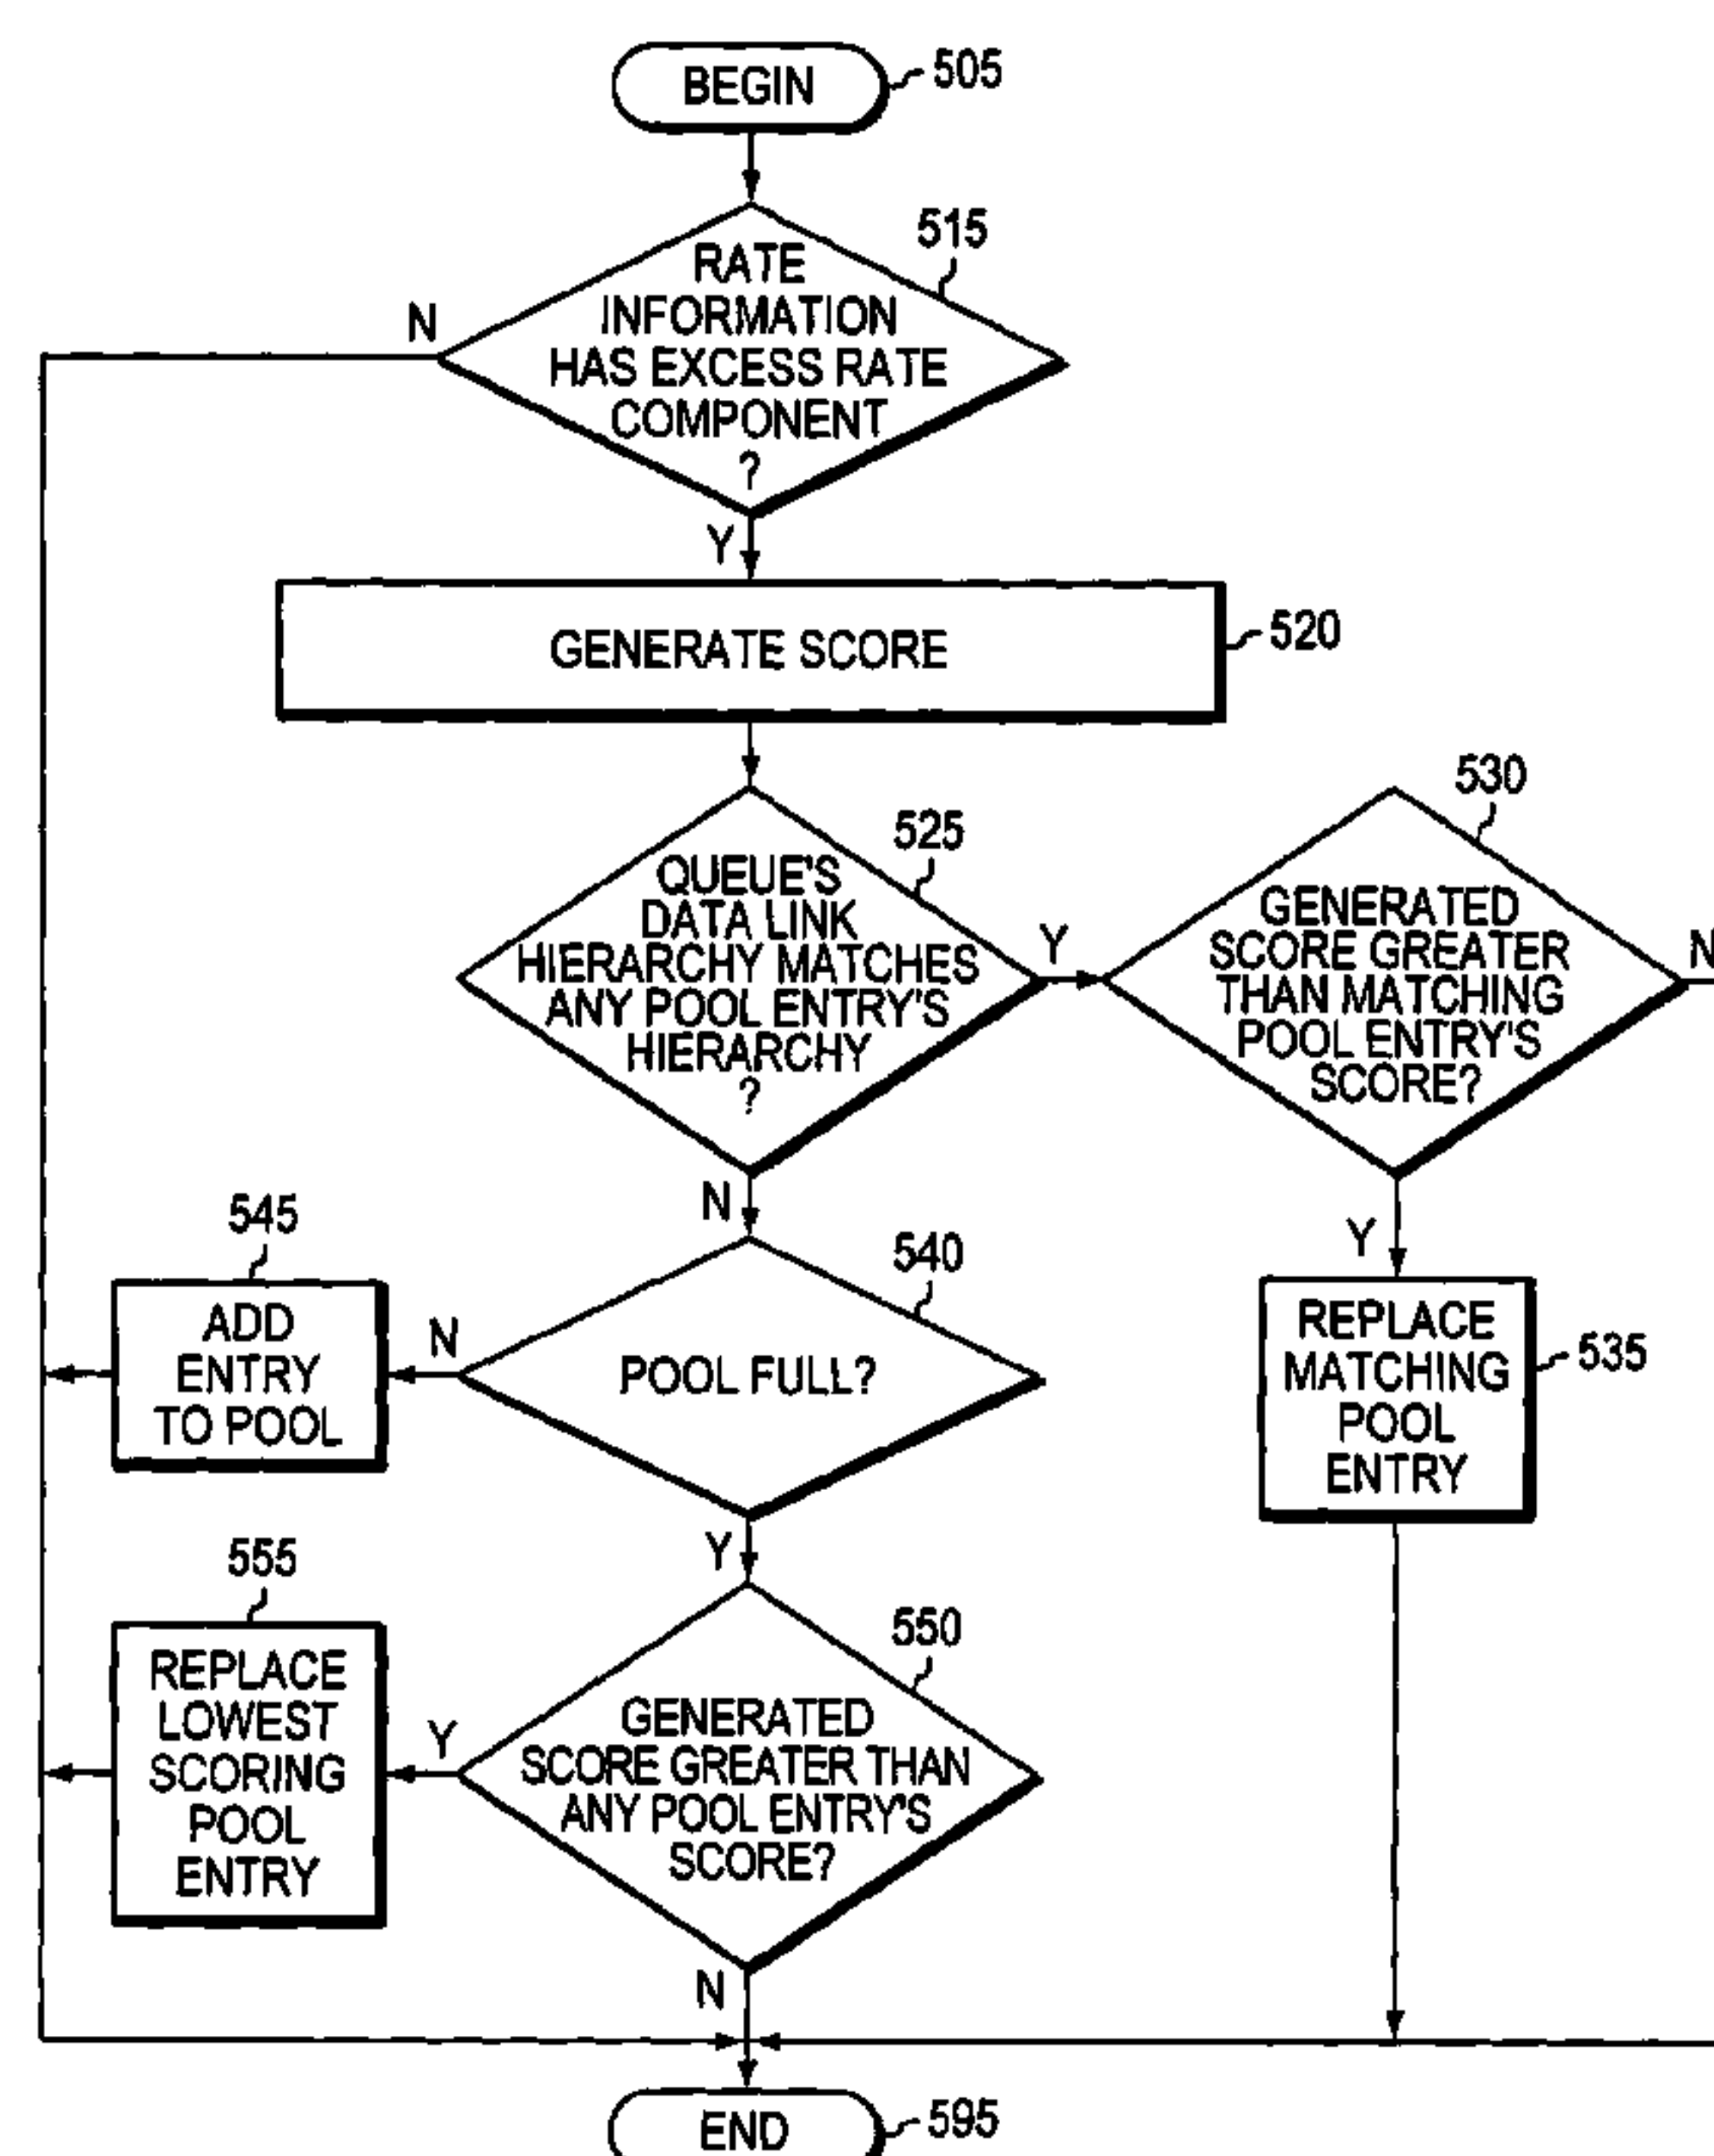 BEGIN
505
515
RATE
INFORMATION
HAS EXCESS RATE
COMPONENT
?
N
Y
GENERATE SCORE
520
525
QUEUE'S
DATA LINK
HIERARCHY MATCHES
ANY POOL ENTRY'S
HIERARCHY
?
Y
N
530
GENERATED
SCORE GREATER
THAN MATCHING
POOL ENTRY'S
SCORE?
N
Y
REPLACE
MATCHING
POOL
ENTRY
535
540
POOL FULL?
N
Y
545
ADD
ENTRY
TO POOL
550
GENERATED
SCORE GREATER THAN
ANY POOL ENTRY'S
SCORE?
Y
N
555
REPLACE
LOWEST
SCORING
POOL
ENTRY
END
595